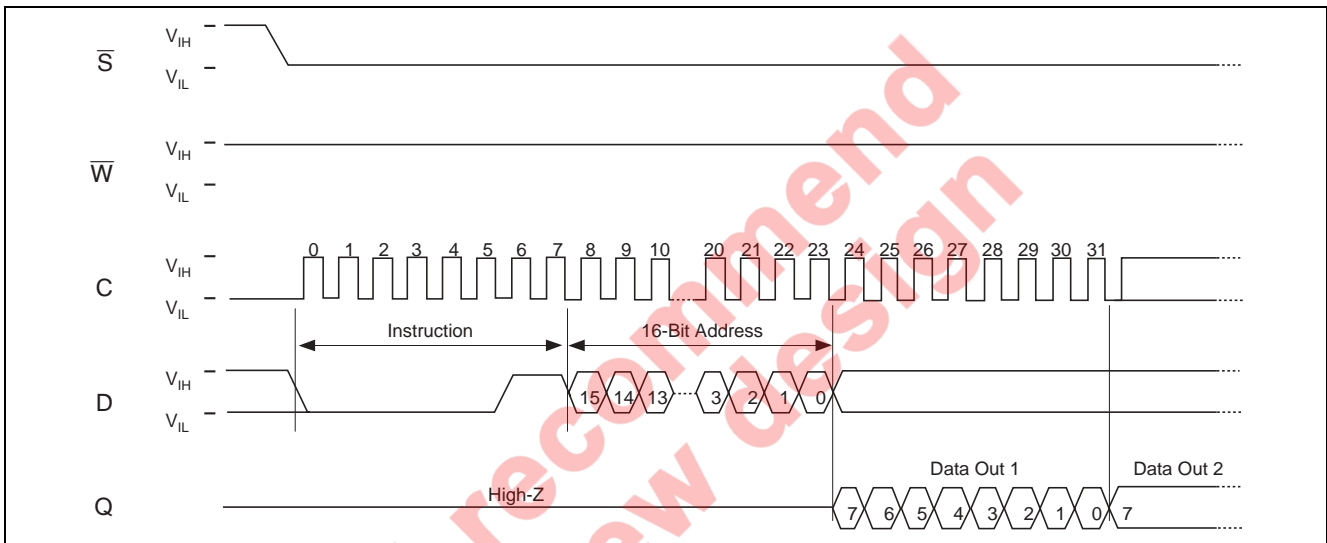 S
V_IH
V_IL
W
V_IH
V_IL
0 1 2 3 4 5 6 7 8 9 10 20 21 22 23 24 25 26 27 28 29 30 31
C
V_IH
V_IL
Instruction 16-Bit Address
D
V_IH
V_IL
15 14 13 3 2 1 0
Data Out 1 Data Out 2
Q
High-Z
7 6 5 4 3 2 1 0 7
recommend
new design